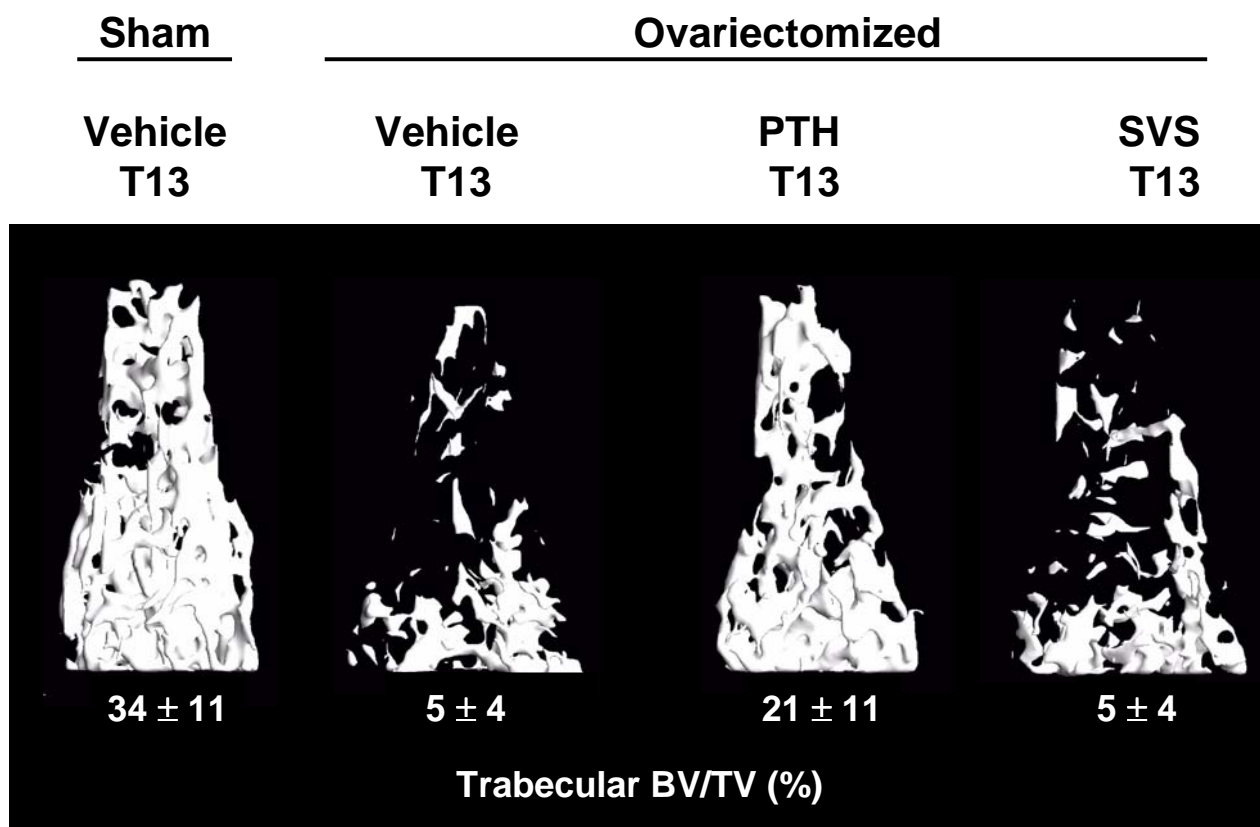 Sham Ovariectomized
Vehicle Vehicle PTH SVS
T13 T13 T13 T13
34 ± 11 5 ± 4 21 ± 11 5 ± 4
Trabecular BV/TV (%)